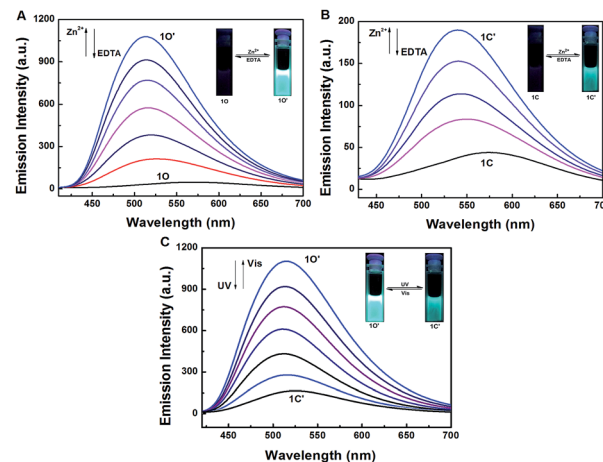 A
Zn2+
EDTA
1O'
1O
Zn2+
EDTA
1O
1O'
Emission Intensity (a.u.)
1200
900
600
300
0
450 500 550 600 650 700
Wavelength (nm)
B
Zn2+
EDTA
1C'
1C
Zn2+
EDTA
1C
1C'
Emission Intensity (a.u.)
200
150
100
50
0
450 500 550 600 650 700
Wavelength (nm)
C
Vis
UV
1O'
1C'
UV
Vis
1O'
1C'
Emission Intensity (a.u.)
1200
900
600
300
0
450 500 550 600 650 700
Wavelength (nm)